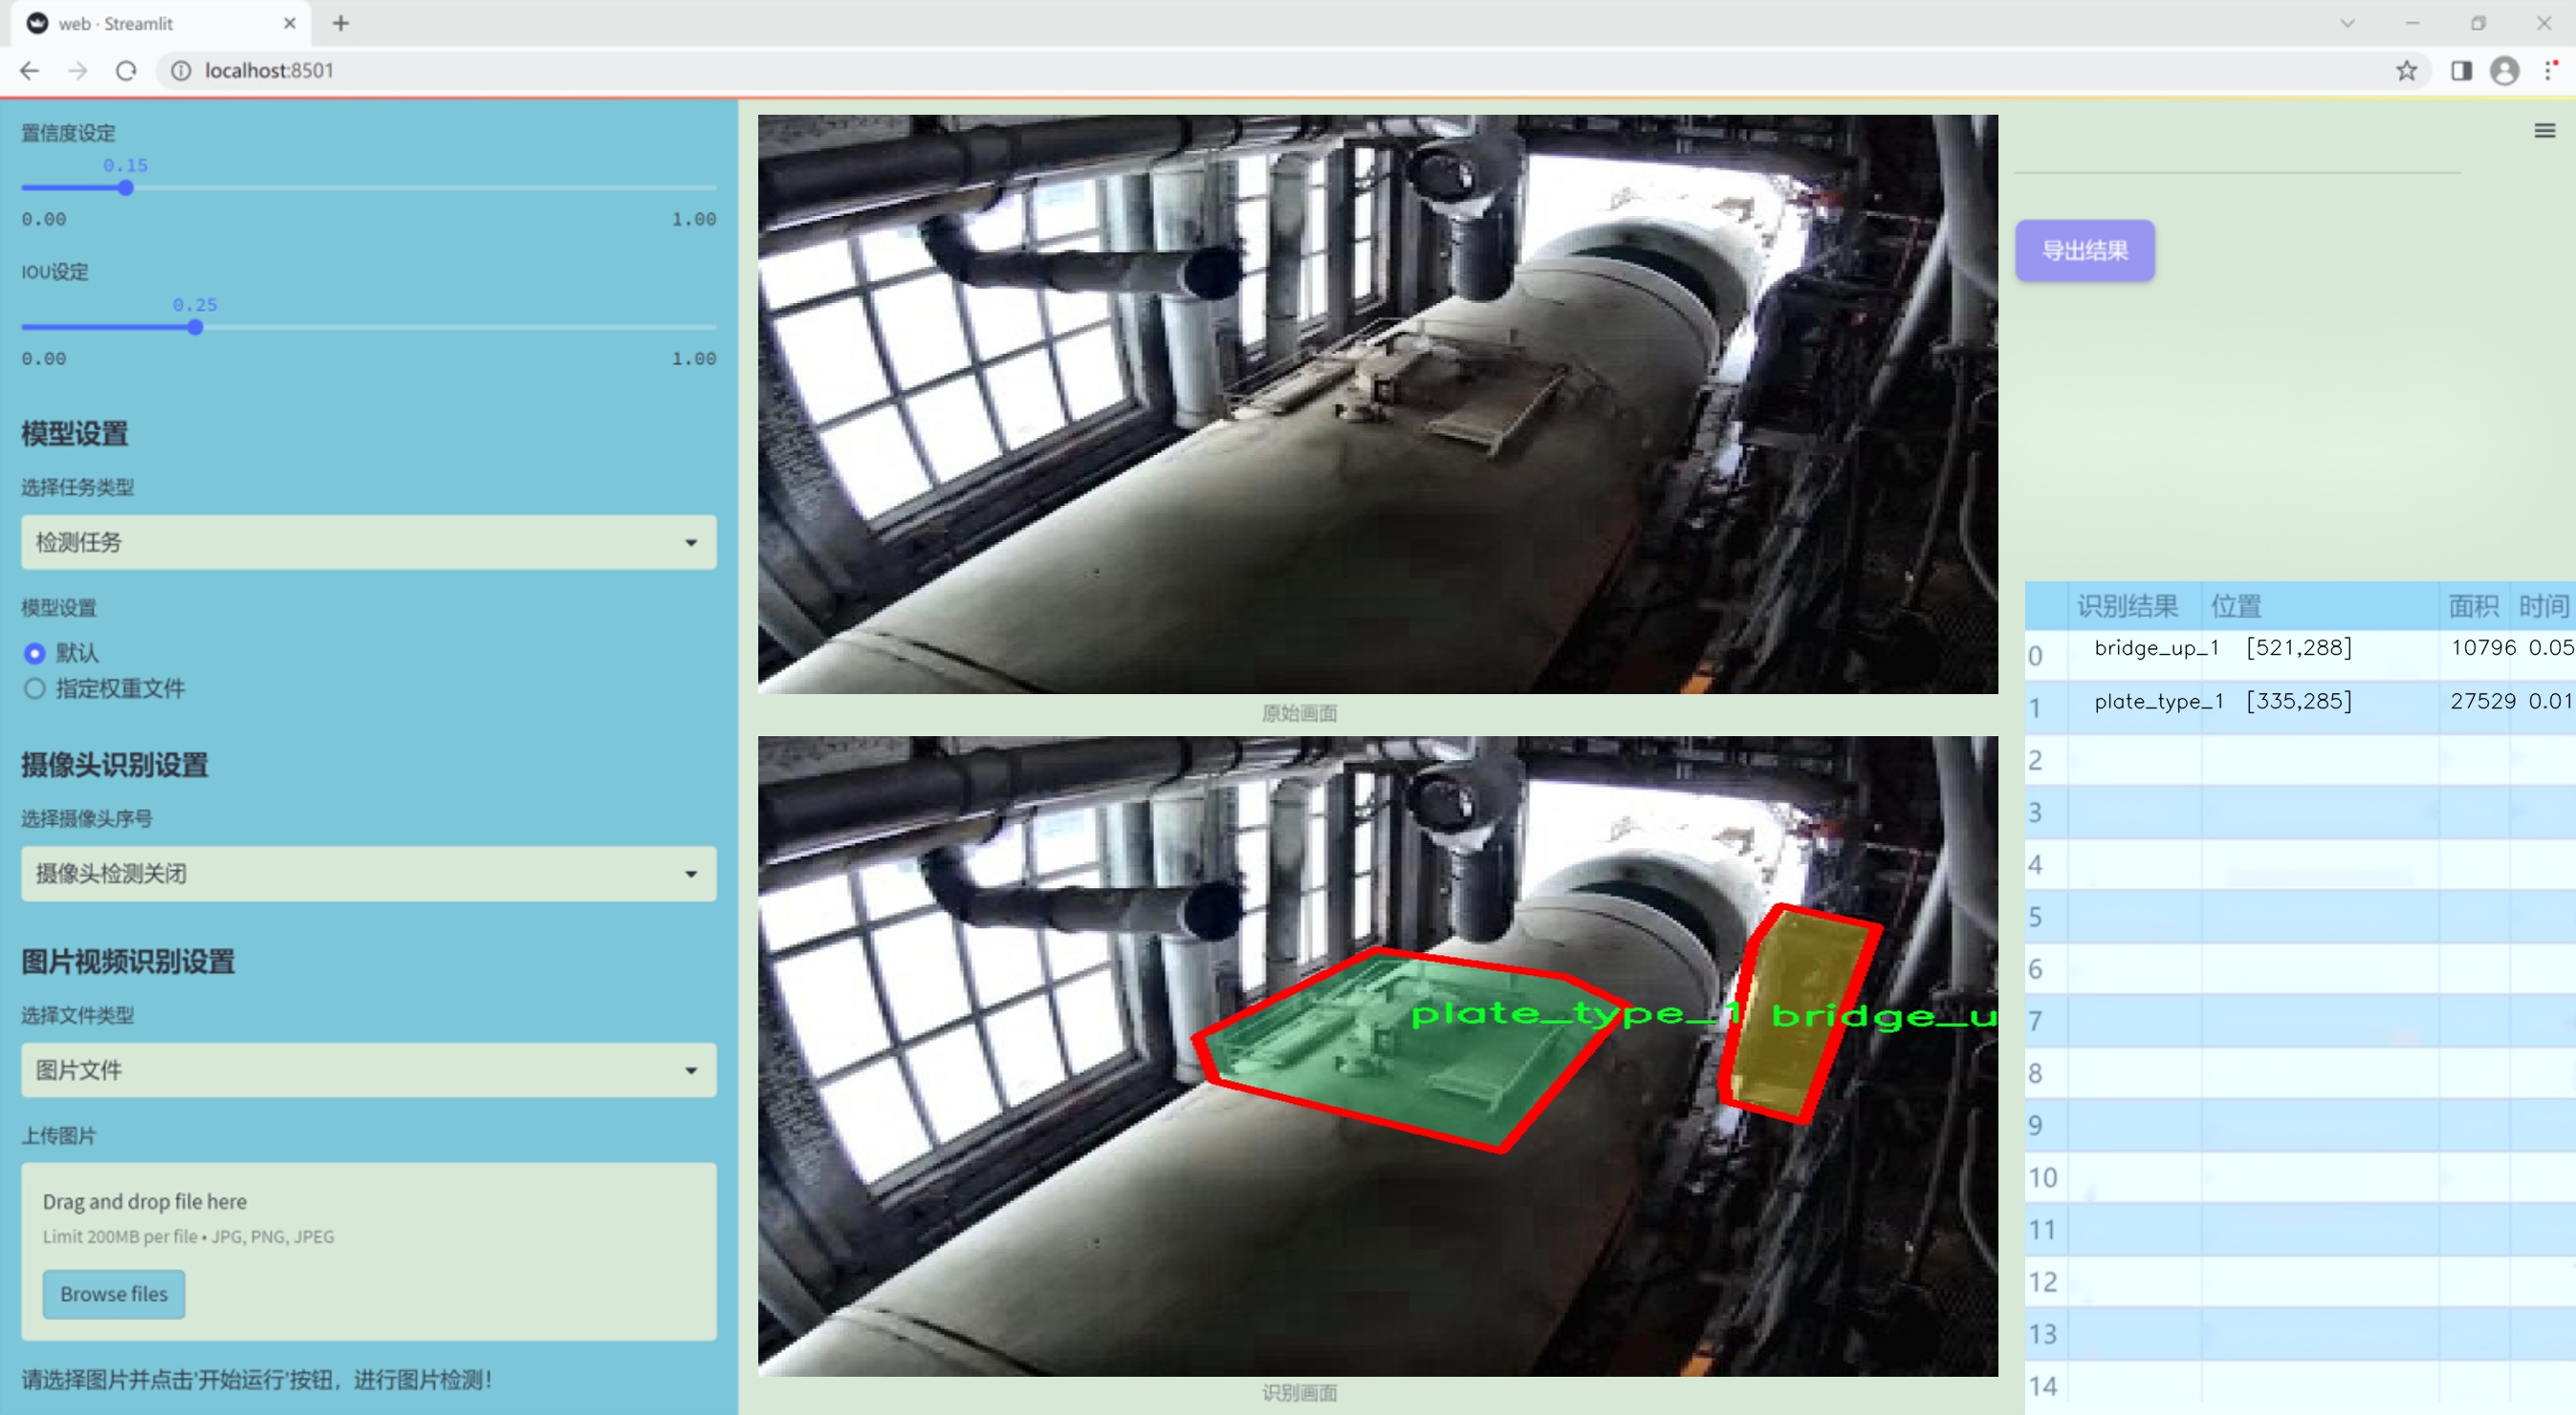 web · Streamlit
localhost:8501
置信度设定
0.15
0.00 1.00
IOU设定
0.25
0.00 1.00
模型设置
选择任务类型
检测任务
模型设置
默认
指定权重文件
摄像头识别设置
选择摄像头序号
摄像头检测关闭
图片视频识别设置
选择文件类型
图片文件
上传图片
Drag and drop file here
Limit 200MB per file • JPG, PNG, JPEG
Browse files
请选择图片并点击'开始运行'按钮，进行图片检测！
原始画面
plate_type_1 bridge_u
识别画面
导出结果
识别结果 位置 面积 时间
0 bridge_up_1 [521,288] 10796 0.05
1 plate_type_1 [335,285] 27529 0.01
2
3
4
5
6
7
8
9
10
11
12
13
14